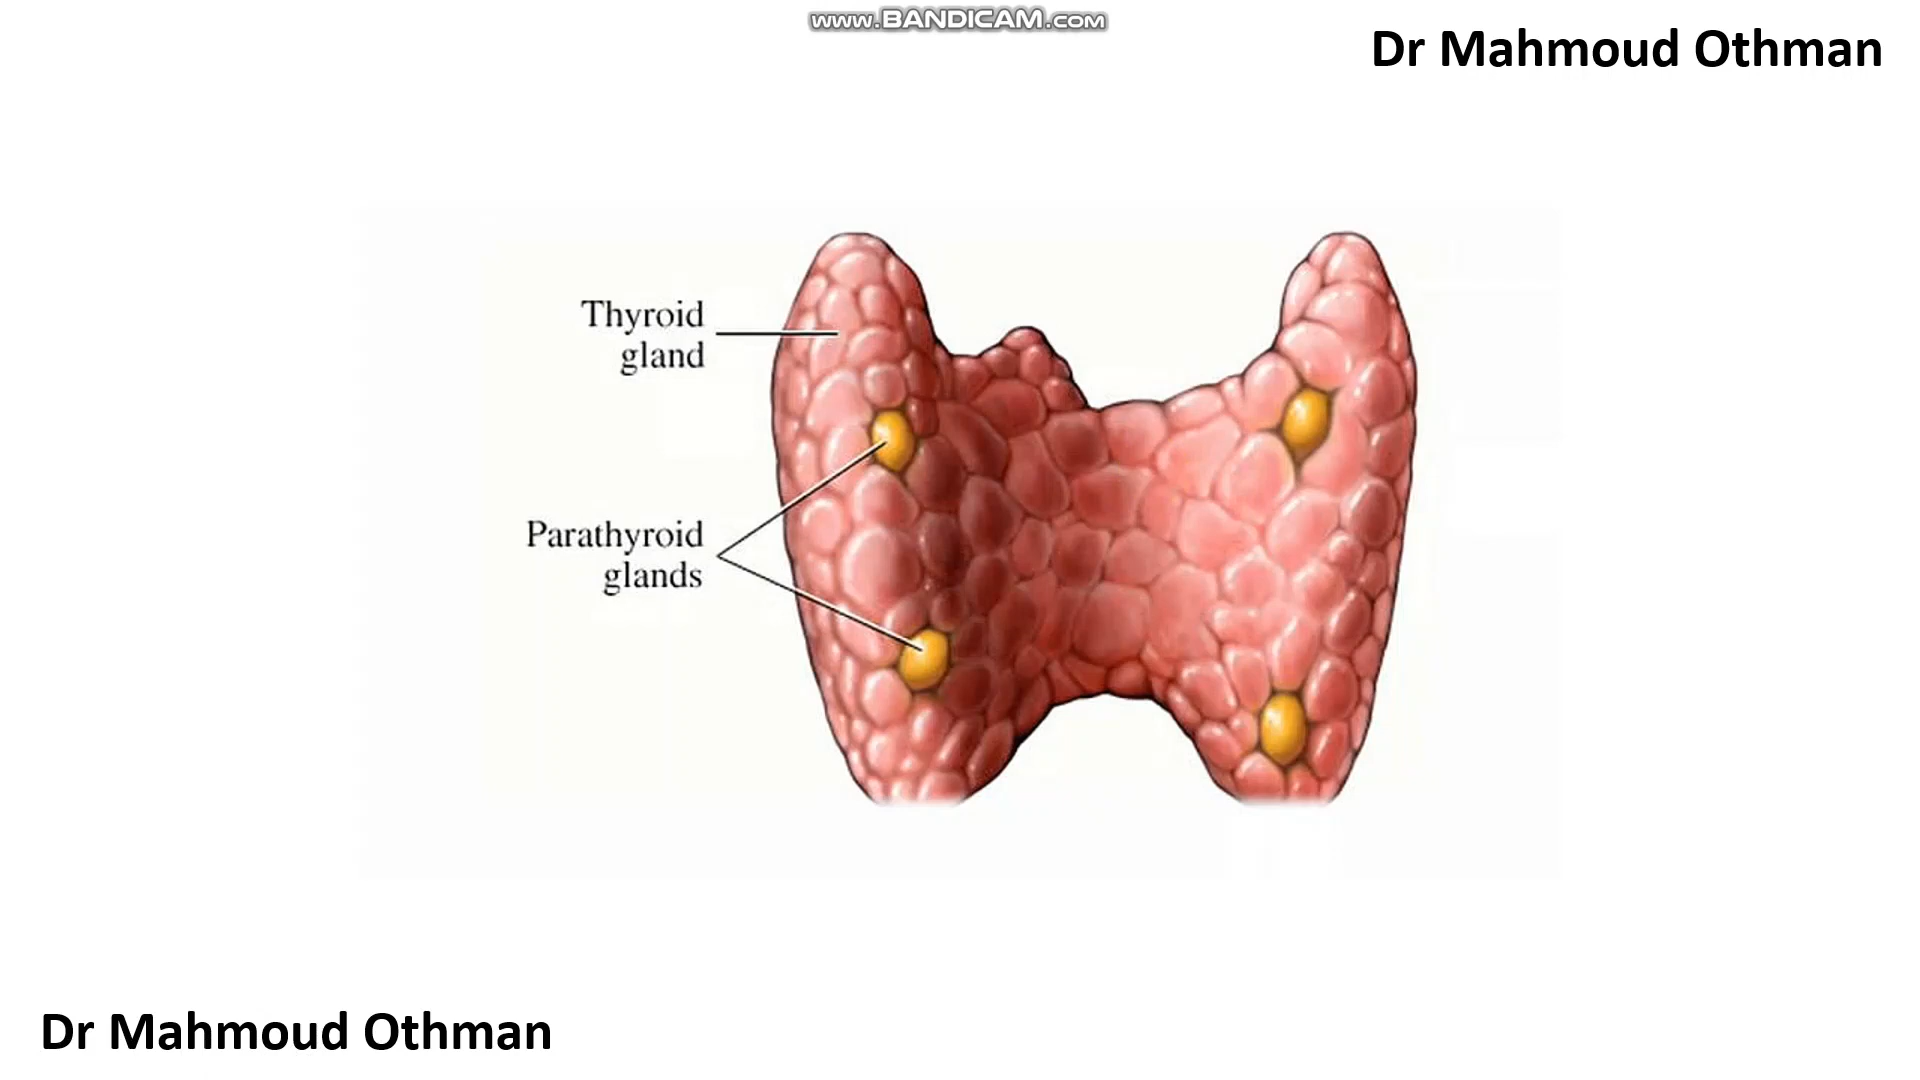 www.BANDICAM.com
Dr Mahmoud Othman
Thyroid
gland
Parathyroid
glands
Dr Mahmoud Othman